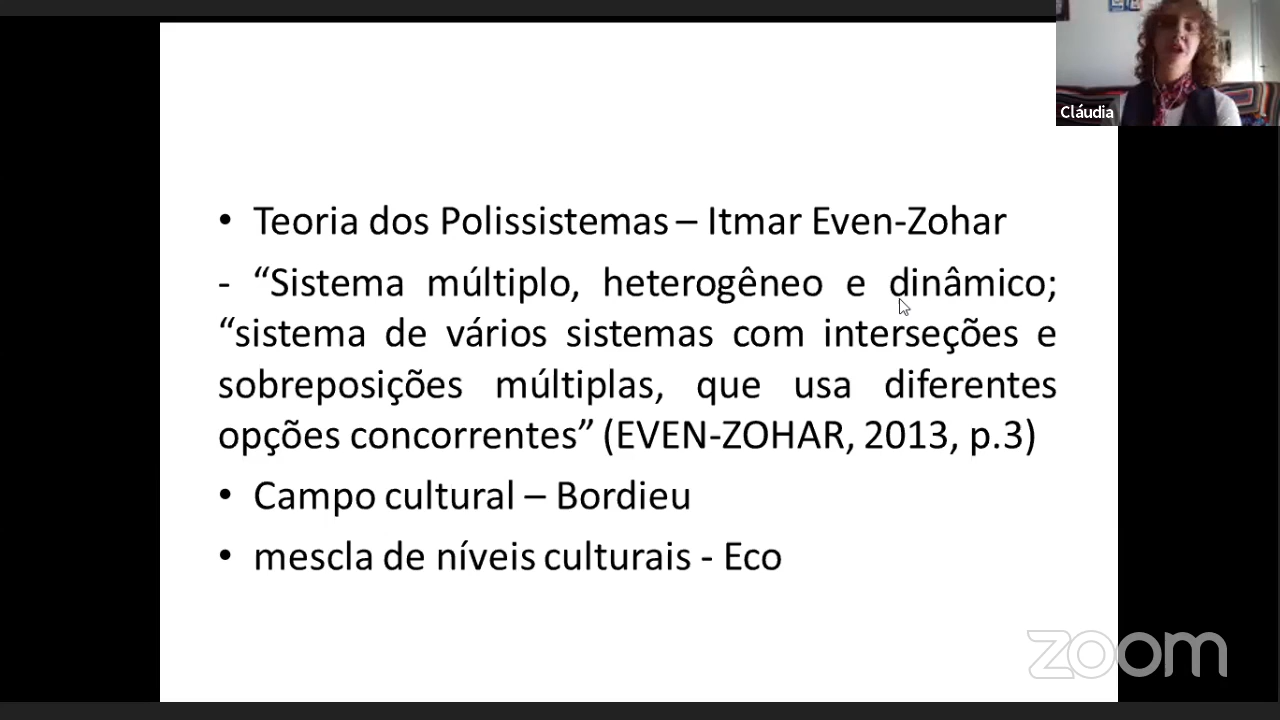 Cláudia
• Teoria dos Polissistemas – Itmar Even-Zohar
- “Sistema múltiplo, heterogêneo e dinâmico;
“sistema de vários sistemas com interseções e
sobreposições múltiplas, que usa diferentes
opções concorrentes” (EVEN-ZOHAR, 2013, p.3)
• Campo cultural – Bordieu
• mescla de níveis culturais - Eco
zoom